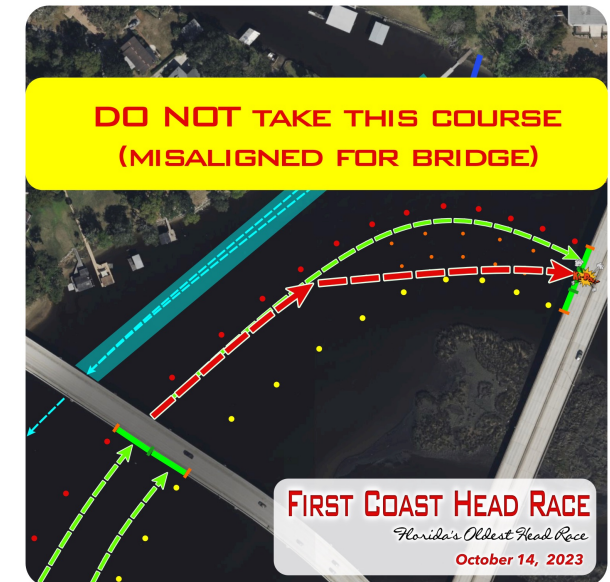 DO NOT TAKE THIS COURSE
(MISALIGNED FOR BRIDGE)
FIRST COAST HEAD RACE
Florida's Oldest Head Race
October 14, 2023